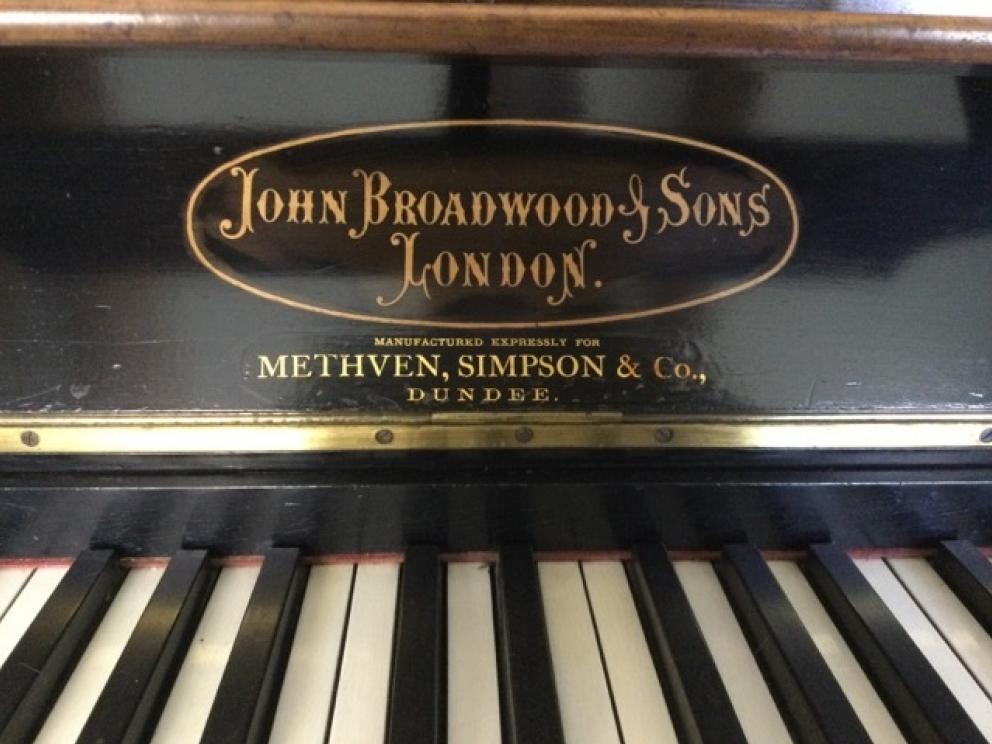 John Broadwood & Sons
London.
MANUFACTURED EXPRESSLY FOR
METHVEN, SIMPSON & Co.,
DUNDEE.